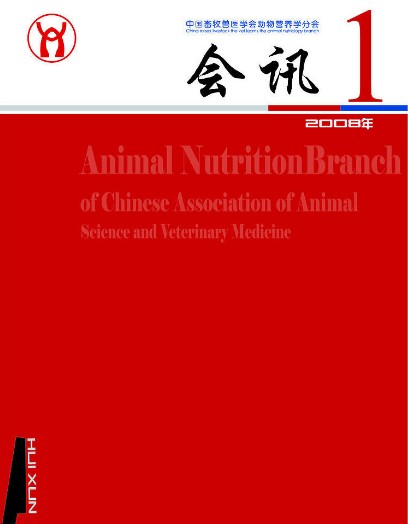 中国畜牧兽医学会动物营养学分会
会讯
1
2008年
Animal NutritionBranch
of Chinese Association of Animal
Science and Veterinary Medicine
HUI XUN